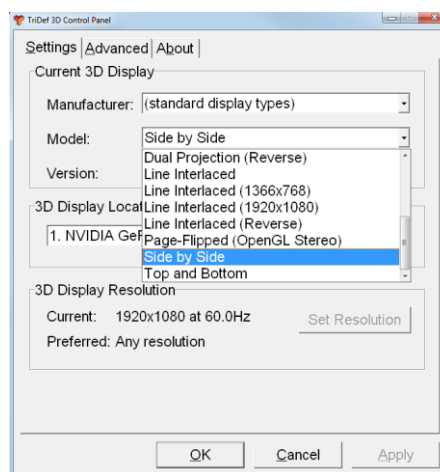 TriDef 3D Control Panel
Settings Advanced About
Current 3D Display
Manufacturer: (standard display types)
Model: Side by Side
Dual Projection (Reverse)
Version: Line Interlaced
Line Interlaced (1366x768)
3D Display Locat Line Interlaced (1920x1080)
Line Interlaced (Reverse)
1. NVIDIA GeF Page-Flipped (OpenGL Stereo)
Side by Side
Top and Bottom
3D Display Resolution
Current: 1920x1080 at 60.0Hz Set Resolution
Preferred: Any resolution
OK Cancel Apply